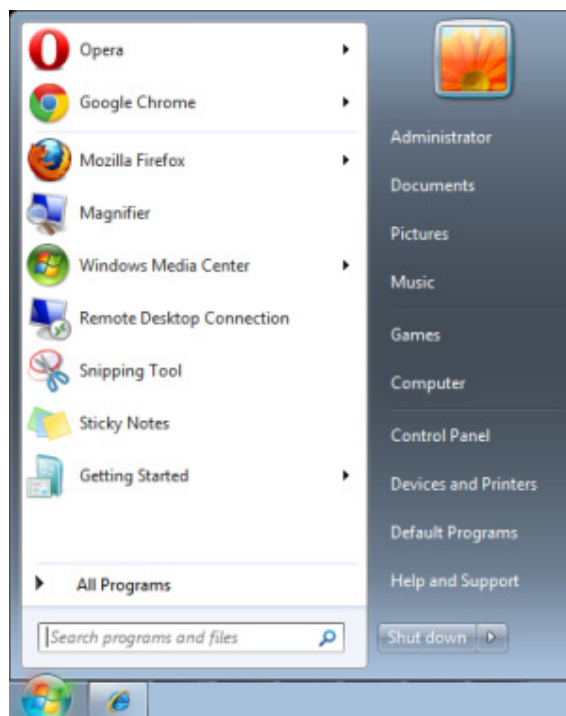 Opera
Google Chrome
Mozilla Firefox
Magnifier
Windows Media Center
Remote Desktop Connection
Snipping Tool
Sticky Notes
Getting Started
All Programs
Search programs and files
Administrator
Documents
Pictures
Music
Games
Computer
Control Panel
Devices and Printers
Default Programs
Help and Support
Shut down